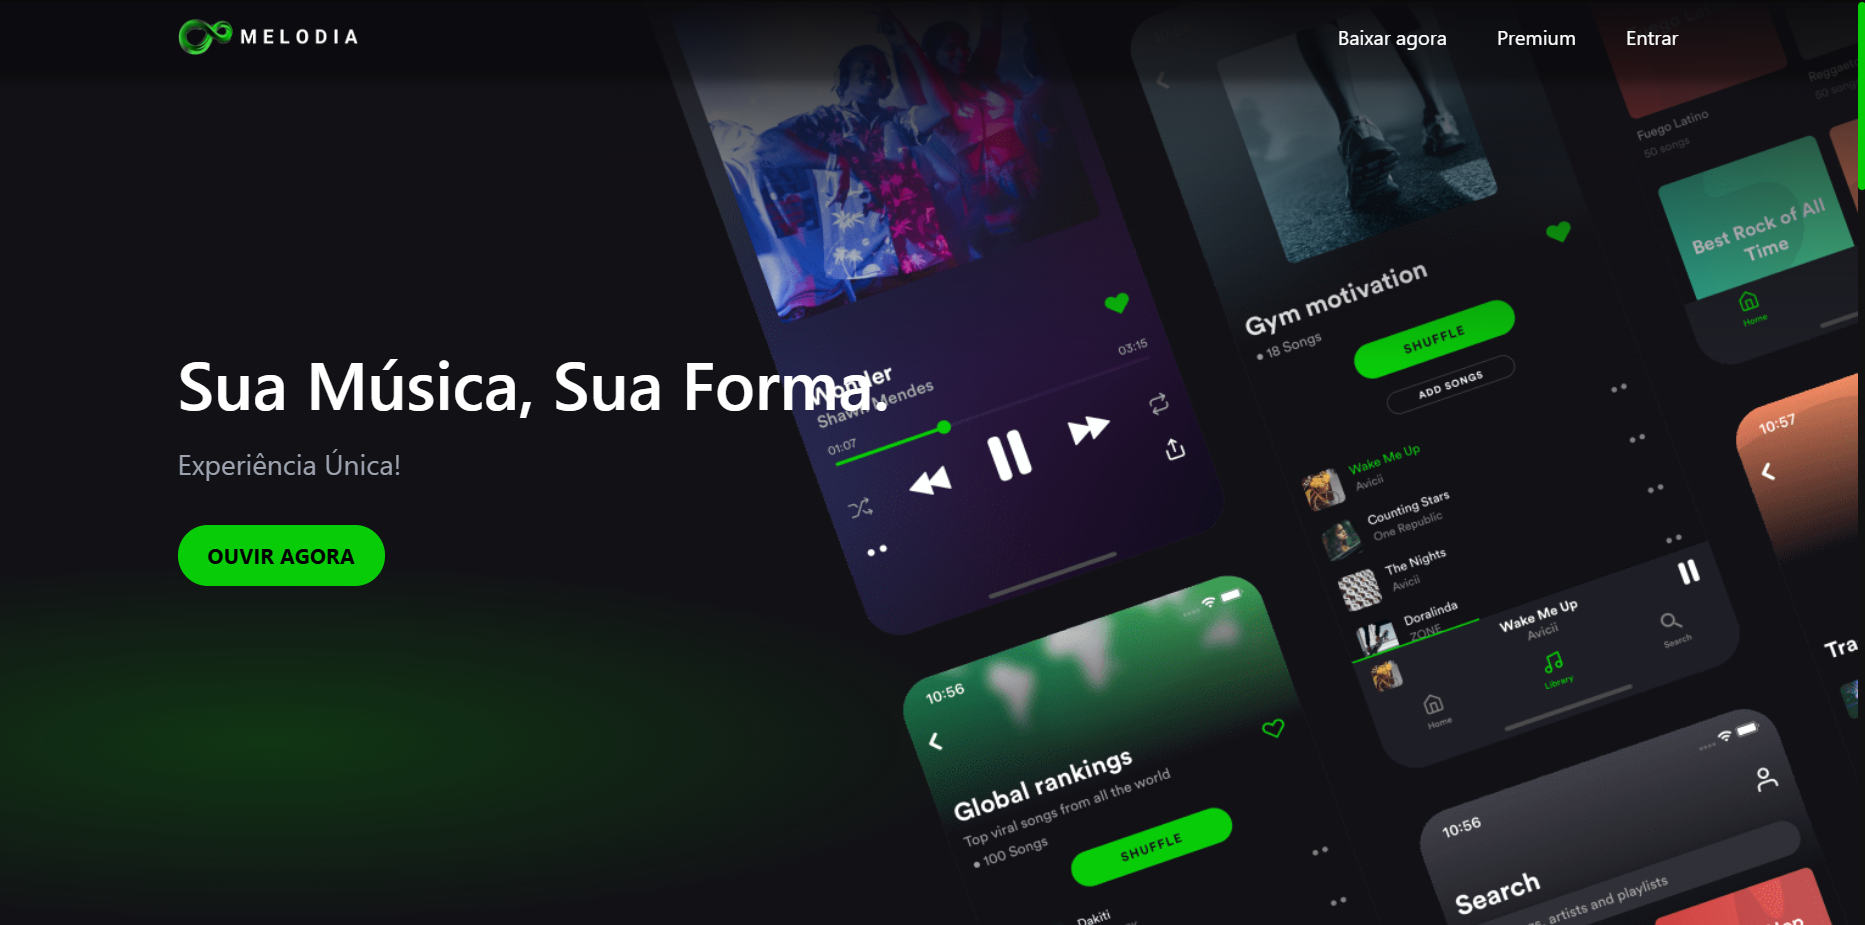 MELODIA
Baixar agora
Premium
Entrar
Sua Música, Sua Forma.
Experiência Única!
OUVIR AGORA
Wonder
Shawn Mendes
03:15
01:07
Gym motivation
18 Songs
SHUFFLE
ADD SONGS
Wake Me Up
Avicii
Counting Stars
One Republic
The Nights
Avicii
Doralinda
ZONE
Wake Me Up
Avicii
Home
Library
Search
Fuego Latino
50 songs
Reggaeto
50 song
Best Rock of All
Time
Home
10:57
Tra
10:56
Global rankings
Top viral songs from all the world
100 Songs
SHUFFLE
Dakiti
10:56
Search
artists and playlists